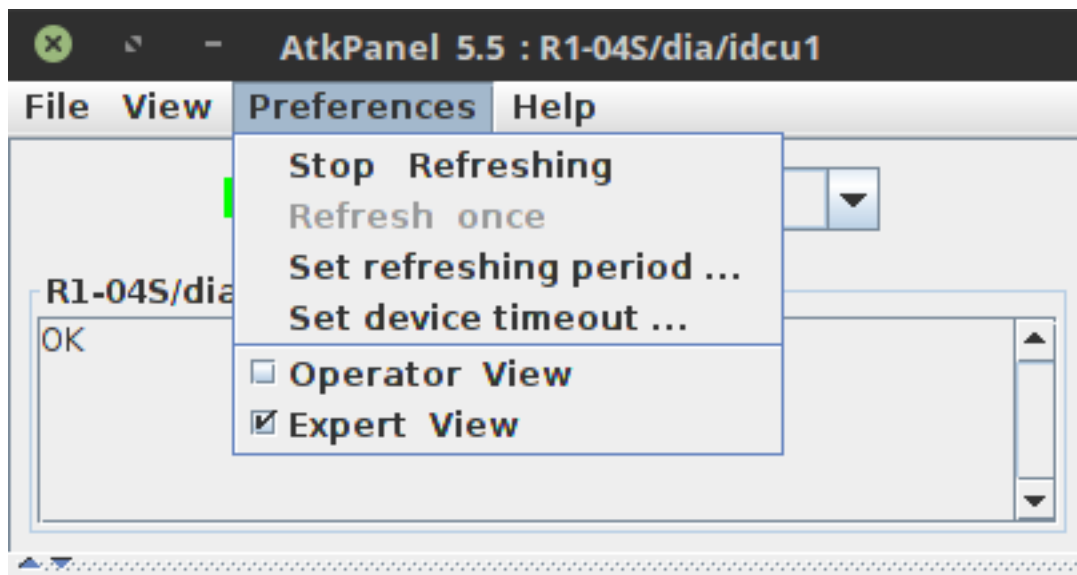 AtkPanel 5.5 : R1-04S/dia/idcu1
File View Preferences Help
Stop Refreshing
Refresh once
Set refreshing period ...
Set device timeout ...
Operator View
Expert View
R1-04S/dia
OK